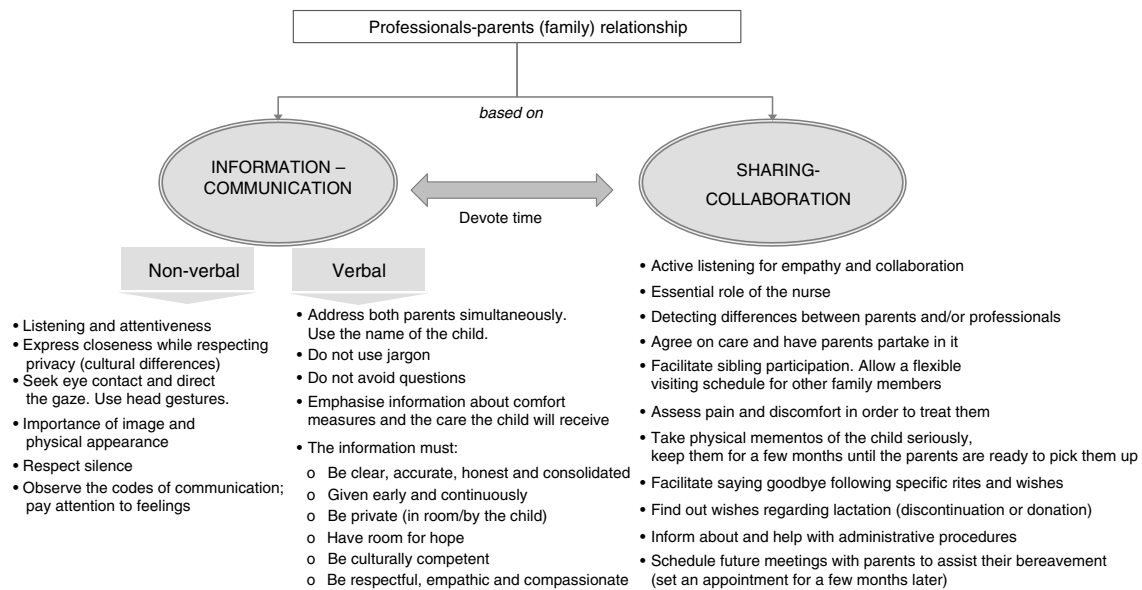 Professionals-parents (family) relationship
based on
INFORMATION –
COMMUNICATION
Devote time
SHARING-
COLLABORATION
Non-verbal
• Listening and attentiveness
• Express closeness while respecting
privacy (cultural differences)
• Seek eye contact and direct
the gaze. Use head gestures.
• Importance of image and
physical appearance
• Respect silence
• Observe the codes of communication;
pay attention to feelings
Verbal
• Address both parents simultaneously.
Use the name of the child.
• Do not use jargon
• Do not avoid questions
• Emphasise information about comfort
measures and the care the child will receive
• The information must:
o Be clear, accurate, honest and consolidated
o Given early and continuously
o Be private (in room/by the child)
o Have room for hope
o Be culturally competent
o Be respectful, empathic and compassionate
• Active listening for empathy and collaboration
• Essential role of the nurse
• Detecting differences between parents and/or professionals
• Agree on care and have parents partake in it
• Facilitate sibling participation. Allow a flexible
visiting schedule for other family members
• Assess pain and discomfort in order to treat them
• Take physical mementos of the child seriously,
keep them for a few months until the parents are ready to pick them up
• Facilitate saying goodbye following specific rites and wishes
• Find out wishes regarding lactation (discontinuation or donation)
• Inform about and help with administrative procedures
• Schedule future meetings with parents to assist their bereavement
(set an appointment for a few months later)